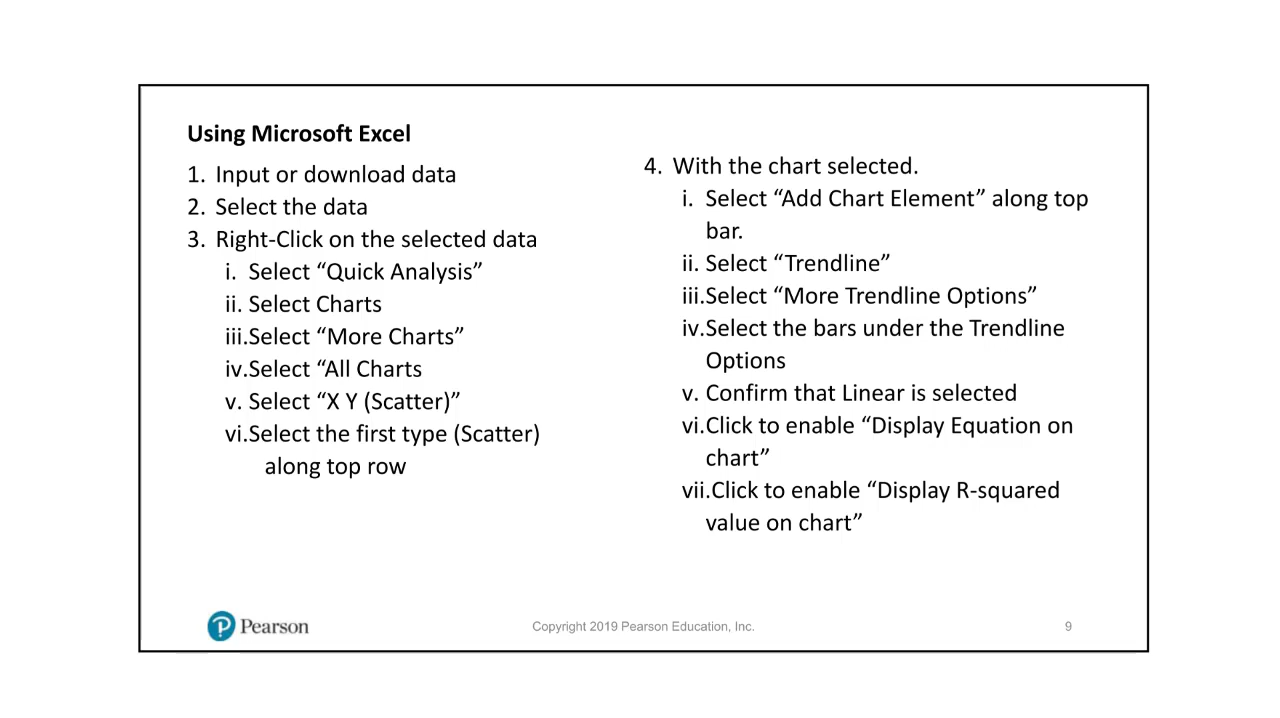 Using Microsoft Excel
1. Input or download data
2. Select the data
3. Right-Click on the selected data
i. Select “Quick Analysis”
ii. Select Charts
iii.Select “More Charts”
iv.Select “All Charts
v. Select “X Y (Scatter)”
vi.Select the first type (Scatter)
along top row
4. With the chart selected.
i. Select “Add Chart Element” along top
bar.
ii. Select “Trendline”
iii.Select “More Trendline Options”
iv.Select the bars under the Trendline
Options
v. Confirm that Linear is selected
vi.Click to enable “Display Equation on
chart”
vii.Click to enable “Display R-squared
value on chart”
P Pearson
Copyright 2019 Pearson Education, Inc.
9